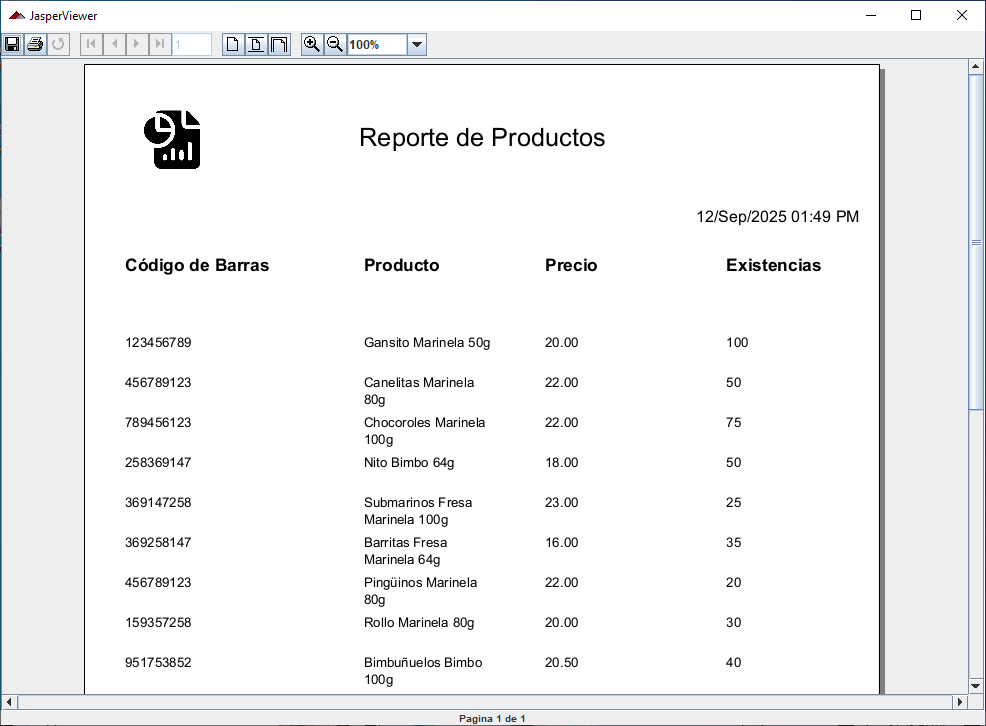 JasperViewer
1
100%
Reporte de Productos
12/Sep/2025 01:49 PM
Código de Barras Producto Precio Existencias
123456789 Gansito Marinela 50g 20.00 100
456789123 Canelitas Marinela 22.00 50
80g
789456123 Chocoroles Marinela 22.00 75
100g
258369147 Nito Bimbo 64g 18.00 50
369147258 Submarinos Fresa 23.00 25
Marinela 100g
369258147 Barritas Fresa 16.00 35
Marinela 64g
456789123 Pingüinos Marinela 22.00 20
80g
159357258 Rollo Marinela 80g 20.00 30
951753852 Bimbuñuelos Bimbo 20.50 40
100g
Pagina 1 de 1